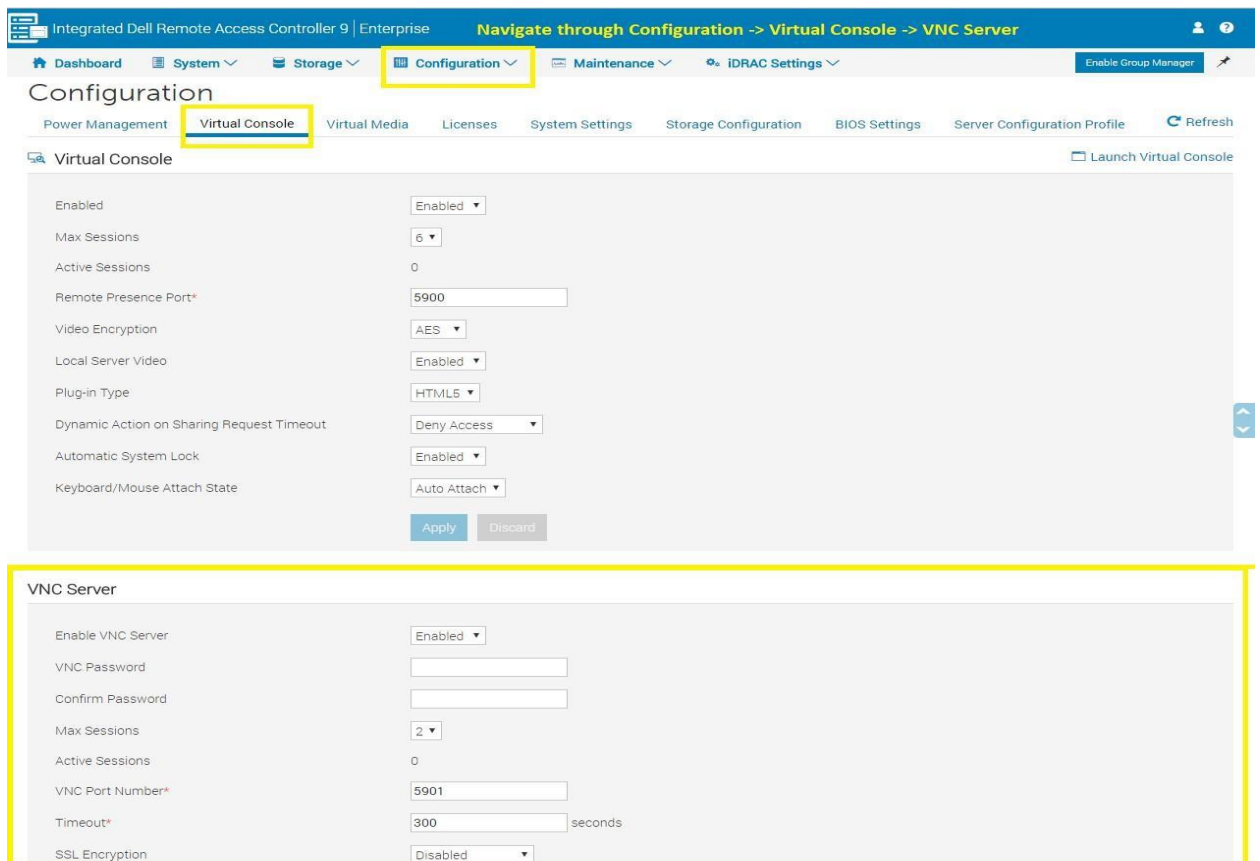 Integrated Dell Remote Access Controller 9 | Enterprise Navigate through Configuration -> Virtual Console -> VNC Server
Dashboard System Storage Configuration Maintenance iDRAC Settings Enable Group Manager
Configuration
Power Management Virtual Console Virtual Media Licenses System Settings Storage Configuration BIOS Settings Server Configuration Profile Refresh
Virtual Console Launch Virtual Console
Enabled Enabled
Max Sessions 6
Active Sessions 0
Remote Presence Port* 5900
Video Encryption AES
Local Server Video Enabled
Plug-in Type HTML5
Dynamic Action on Sharing Request Timeout Deny Access
Automatic System Lock Enabled
Keyboard/Mouse Attach State Auto Attach
Apply Discard
VNC Server
Enable VNC Server Enabled
VNC Password
Confirm Password
Max Sessions 2
Active Sessions 0
VNC Port Number* 5901
Timeout* 300 seconds
SSL Encryption Disabled